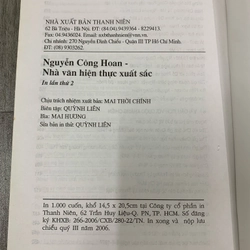 NHÀ XUẤT BẢN THANH NIÊN
62 Bà Triệu - Hà Nội. ĐT: (84-04) 9439364 - 8229413.
Fax: 04.9436024. Email: nxbthanhnien@vnn.vn
Chi nhánh: 270 Nguyễn Đình Chiểu - Quận III TP Hồ Chí Minh.
ĐT: (08) 9303262.
Nguyễn Công Hoan -
Nhà văn hiện thực xuất sắc
In lần thứ 2
Chịu trách nhiệm xuất bản: MAI THỜI CHÍNH
Biên tập: QUỲNH LIÊN
Bìa: MAI HƯƠNG
Sửa bản in thử: QUỲNH LIÊN
In 1.000 cuốn, khổ 14,5 x 20,5cm tại Công ty cổ phần in
Thanh Niên, 62 Trần Huy Liệu-Q. PN, TP. HCM. Số đăng
ký KHXB: 266-2006/CXB/280-22/TN. In xong và nộp lưu
chiểu quý III năm 2006.